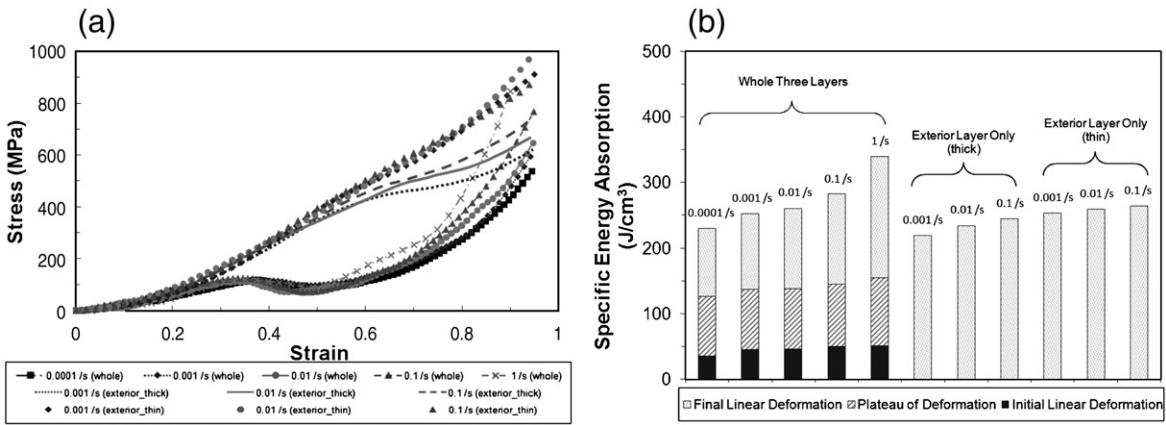 (a)
1000
800
600
400
200
0
Stress (MPa)
0
0.2
0.4
0.6
0.8
1
Strain
0.0001 /s (whole)
0.001 /s (whole)
0.01 /s (whole)
0.1 /s (whole)
1 /s (whole)
0.001 /s (exterior_thick)
0.01 /s (exterior_thick)
0.1 /s (exterior_thick)
0.001 /s (exterior_thin)
0.01 /s (exterior_thin)
0.1 /s (exterior_thin)
(b)
500
400
300
200
100
0
Specific Energy Absorption
(J/cm³)
Whole Three Layers
0.0001 /s
0.001 /s
0.01 /s
0.1 /s
1 /s
Exterior Layer Only
(thick)
0.001 /s
0.01 /s
0.1 /s
Exterior Layer Only
(thin)
0.001 /s
0.01 /s
0.1 /s
Final Linear Deformation
Plateau of Deformation
Initial Linear Deformation